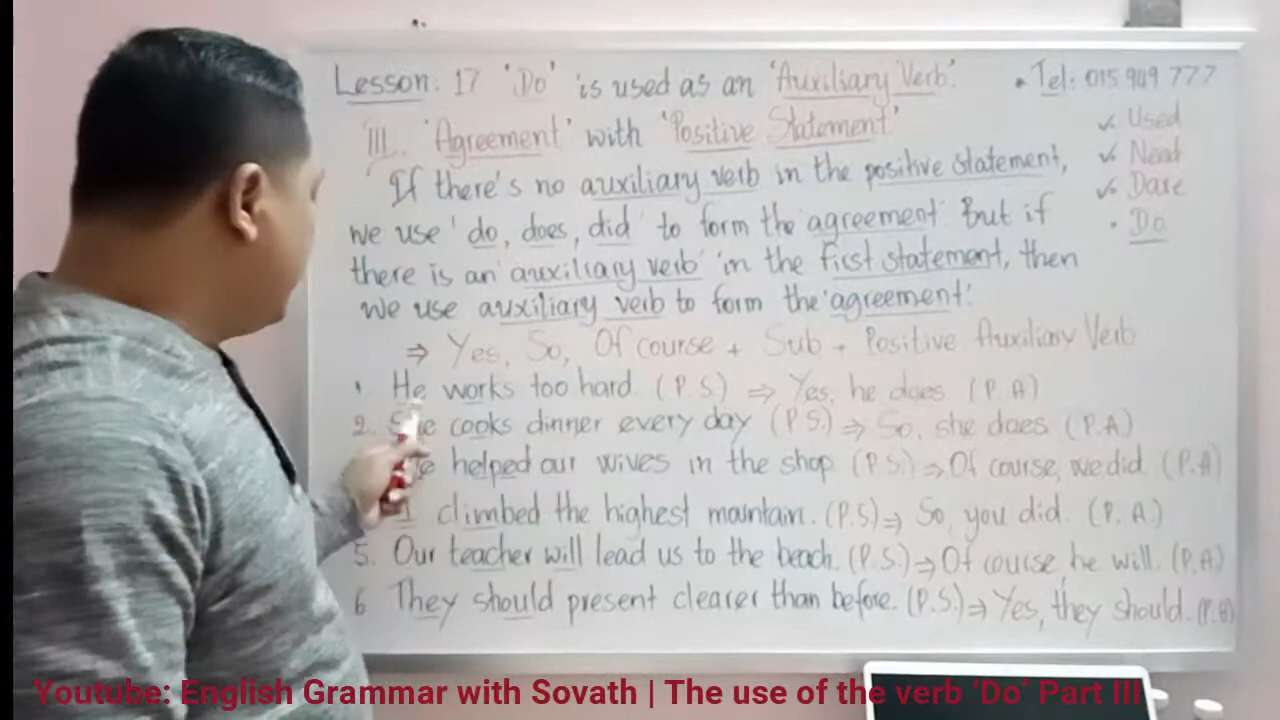 Lesson: 17 'Do' is used as an 'Auxiliary Verb'.
• Tel: 015 949 777
III. 'Agreement' with 'Positive Statement'
If there's no auxiliary verb in the positive statement,
we use 'do, does, did' to form the 'agreement'. But if
there is an 'auxiliary verb' in the first statement, then
we use auxiliary verb to form the 'agreement'.
✓ Used
✓ Need
✓ Dare
• Do
⇒ Yes, So, Of course + Sub + Positive Auxiliary Verb
1 He works too hard. (P.S.) ⇒ Yes, he does. (P.A)
2. She cooks dinner every day (P.S.) ⇒ So, she does (P.A)
helped our wives in the shop (P.S.) ⇒ Of course, we did. (P.A)
I climbed the highest mountain. (P.S) ⇒ So, you did. (P.A.)
5. Our teacher will lead us to the beach. (P.S.) ⇒ Of course he will. (P.A)
6 They should present clearer than before. (P.S.) ⇒ Yes, they should. (P.A)
Youtube: English Grammar with Sovath | The use of the verb 'Do' Part III